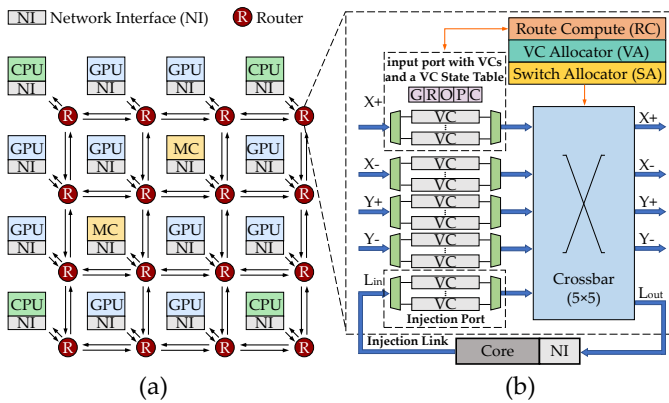 NI Network Interface (NI) R Router
CPU GPU GPU CPU
NI NI NI NI
R R R R
GPU GPU MC GPU
NI NI NI NI
R R R R
GPU MC GPU GPU
NI NI NI NI
R R R R
CPU GPU GPU CPU
NI NI NI NI
R R R R
(a)
Route Compute (RC)
VC Allocator (VA)
Switch Allocator (SA)
input port with VCs
and a VC State Table
G R O P C
X+ VC X+
VC
X- VC X-
VC
Y+ VC Y+
VC
Y- VC Y-
VC
Lin VC Lout
VC
Crossbar
(5×5)
Injection Port
Injection Link
Core NI
(b)